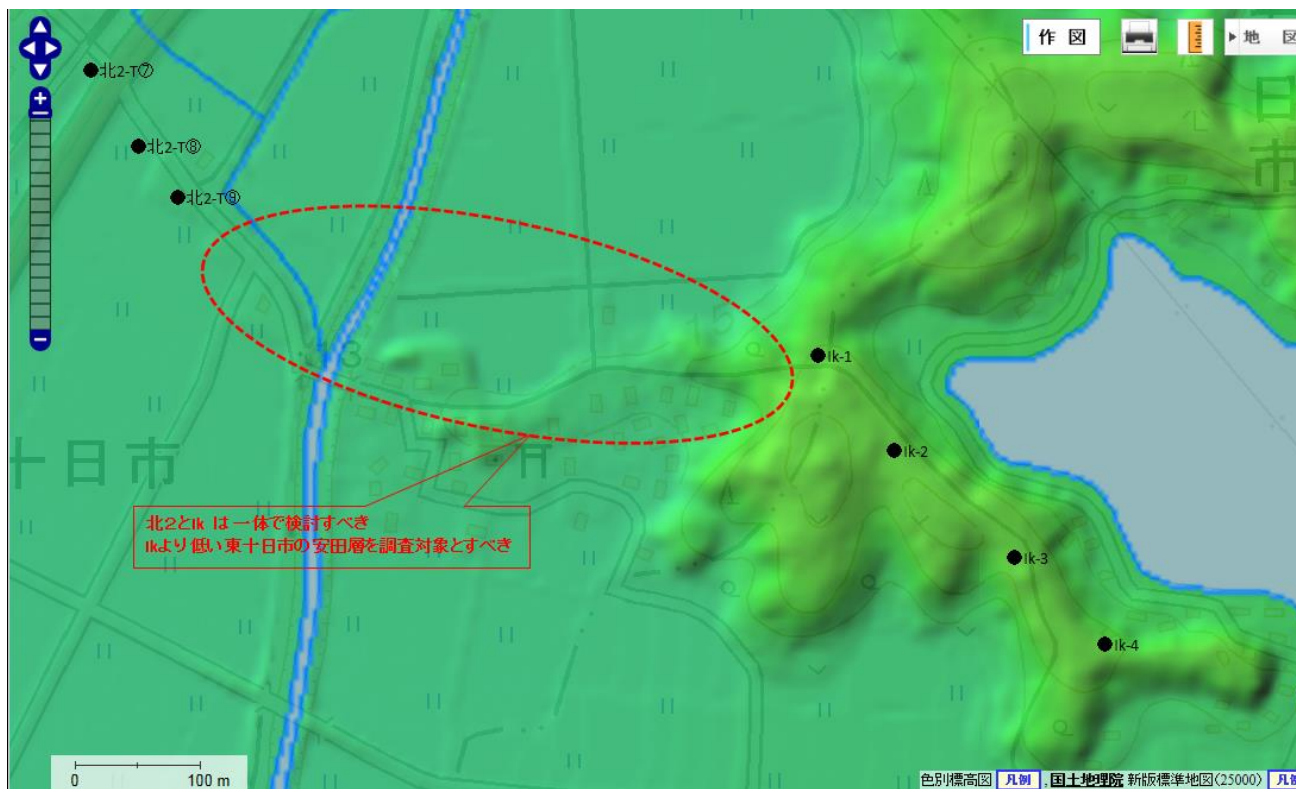 作 図
地 図
北2-T⑦
北2-T⑧
北2-T⑨
日
市
Ik-1
Ik-2
Ik-3
Ik-4
十日市
北2とIk は一体で検討すべき
Ikより低い東十日市の安田層を調査対象とすべき
0 100 m
色別標高図 凡例 , 国土地理院 新版標準地図(25000) 凡例